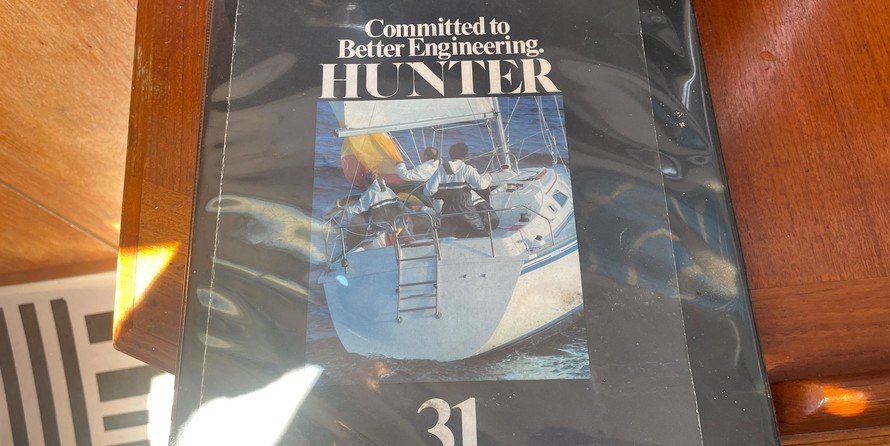 Committed to
Better Engineering.
HUNTER
31